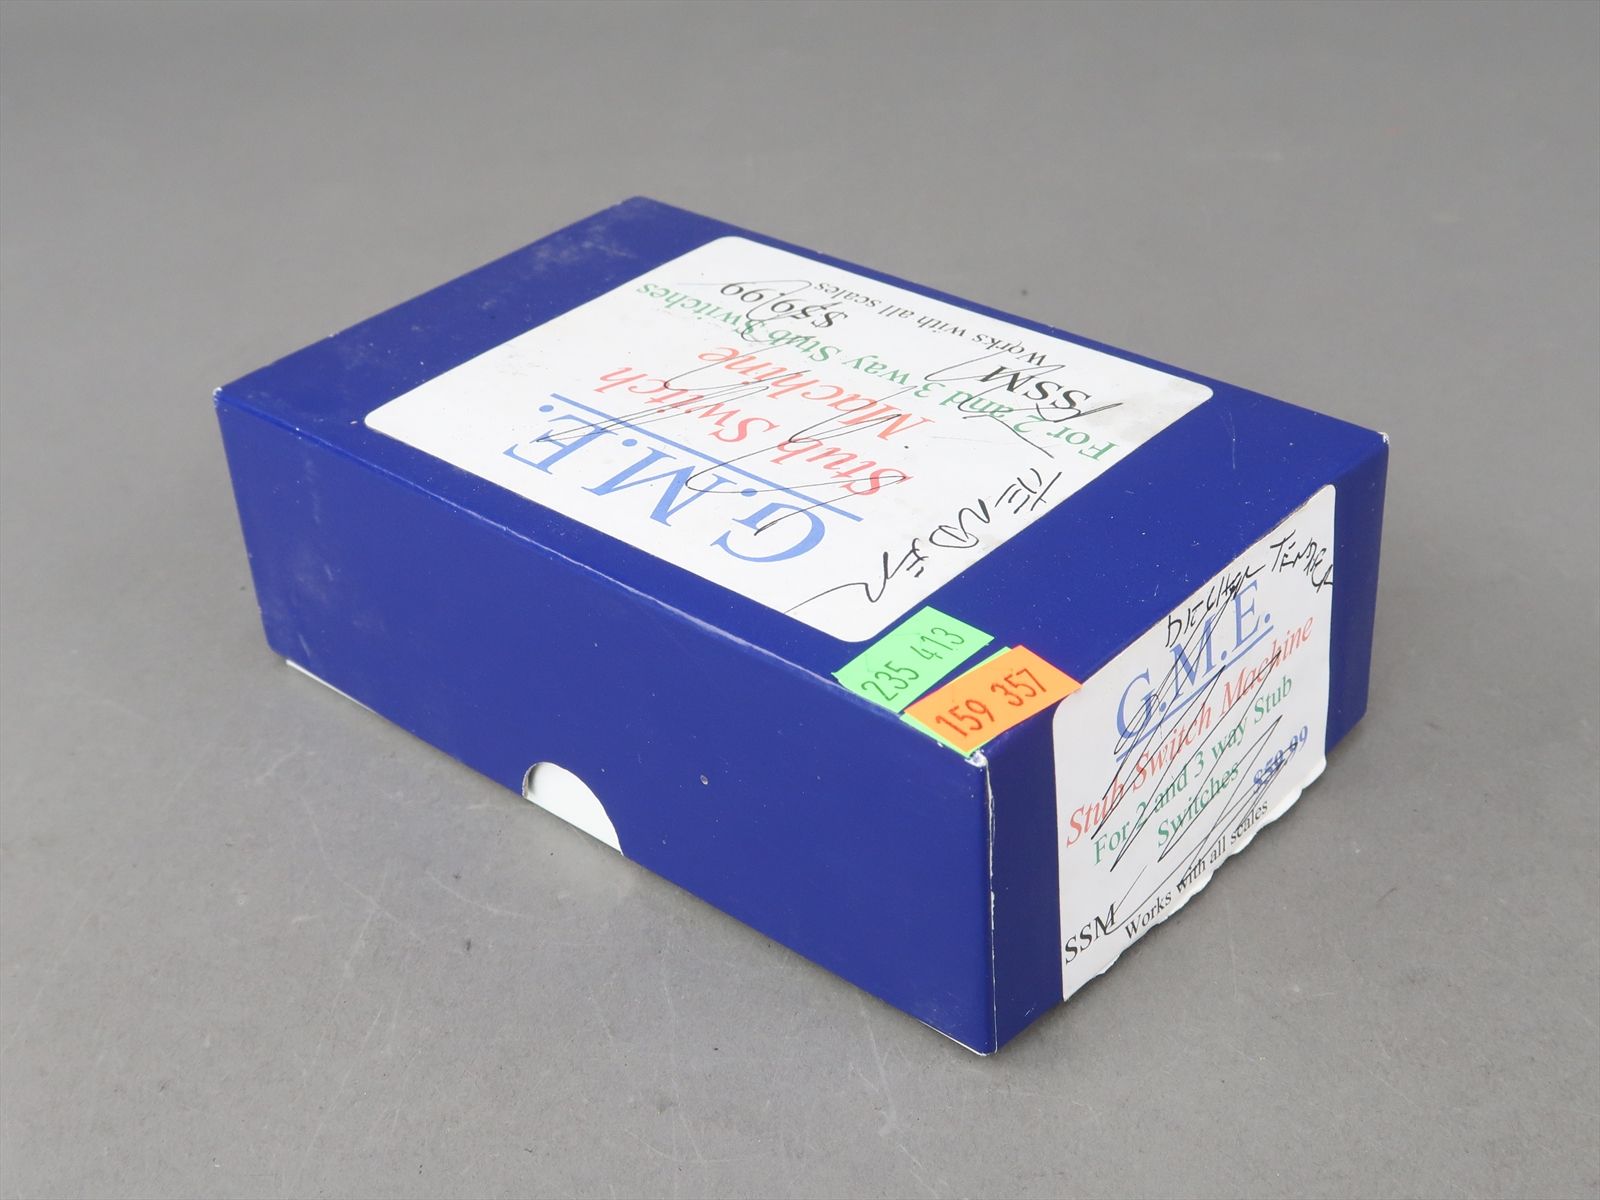 G.M.E.
Stub Switch
Machine
For 2 and 3 way Stub Switches
SSM $59.99
Works with all scales
TENDER
235 413
159 357
TENDER
G.M.E.
Stub Switch Machine
For 2 and 3 way Stub
Switches $59.99
SSM
Works with all scales